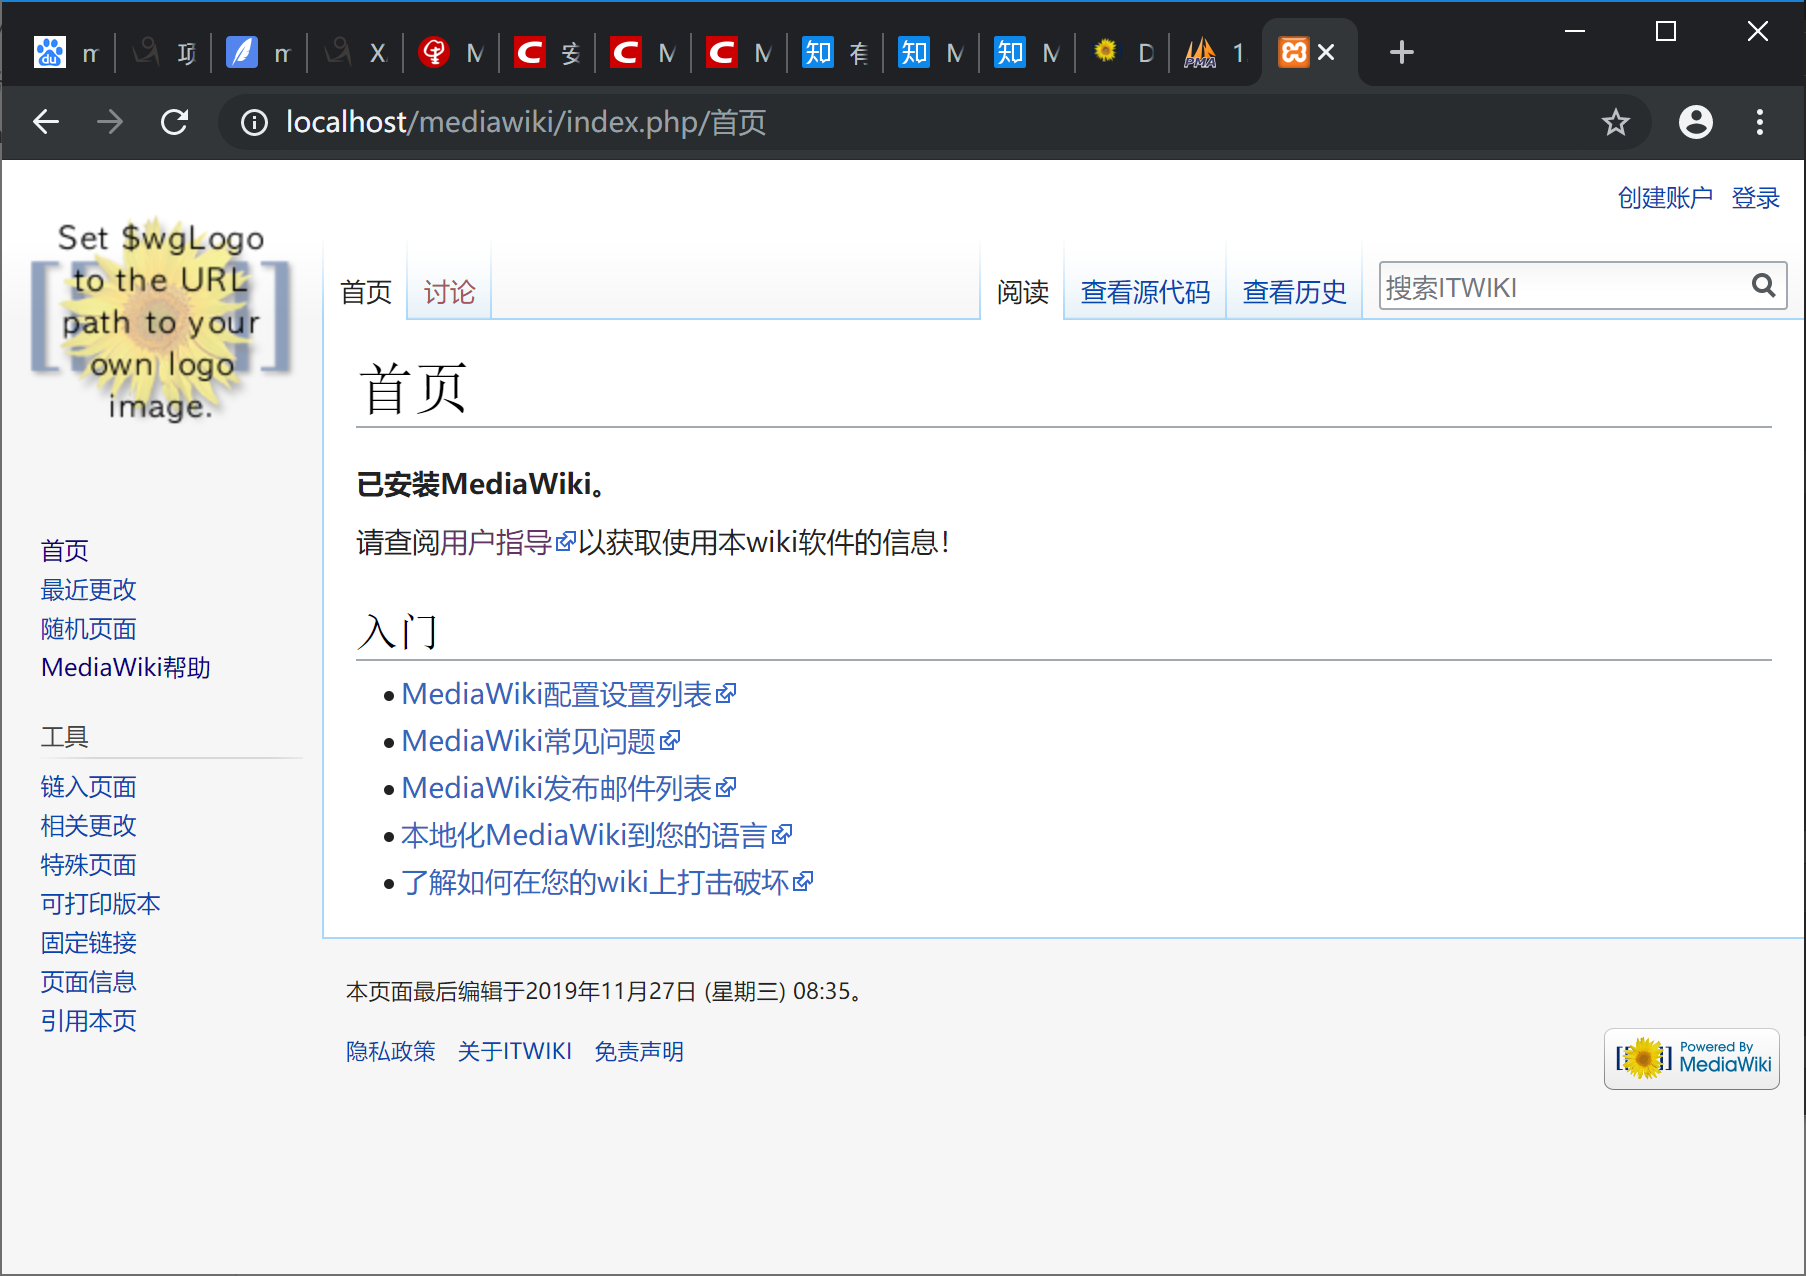 du m 项 m X M C 安 C M C M 知 有 知 M 知 M D PMA 1
localhost/mediawiki/index.php/首页
创建账户 登录
Set $wgLogo
to the URL
path to your
own logo
image.
首页 讨论 阅读 查看源代码 查看历史 搜索ITWIKI
首页
已安装MediaWiki。
请查阅用户指导以获取使用本wiki软件的信息！
入门
MediaWiki配置设置列表
MediaWiki常见问题
MediaWiki发布邮件列表
本地化MediaWiki到您的语言
了解如何在您的wiki上打击破坏
首页
最近更改
随机页面
MediaWiki帮助
工具
链入页面
相关更改
特殊页面
可打印版本
固定链接
页面信息
引用本页
本页面最后编辑于2019年11月27日 (星期三) 08:35。
隐私政策 关于ITWIKI 免责声明
Powered By
MediaWiki